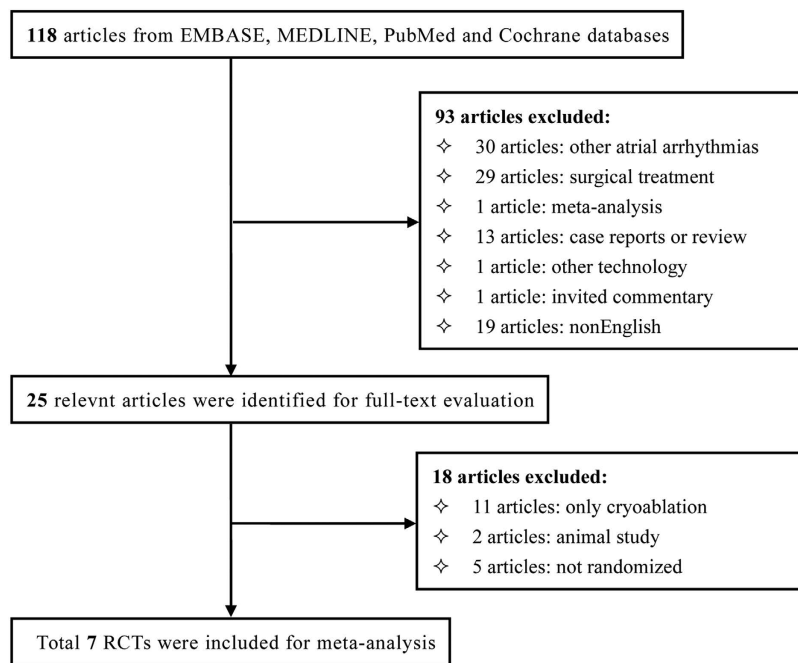 118 articles from EMBASE, MEDLINE, PubMed and Cochrane databases
93 articles excluded:
✧ 30 articles: other atrial arrhythmias
✧ 29 articles: surgical treatment
✧ 1 article: meta-analysis
✧ 13 articles: case reports or review
✧ 1 article: other technology
✧ 1 article: invited commentary
✧ 19 articles: nonEnglish
25 relevnt articles were identified for full-text evaluation
18 articles excluded:
✧ 11 articles: only cryoablation
✧ 2 articles: animal study
✧ 5 articles: not randomized
Total 7 RCTs were included for meta-analysis